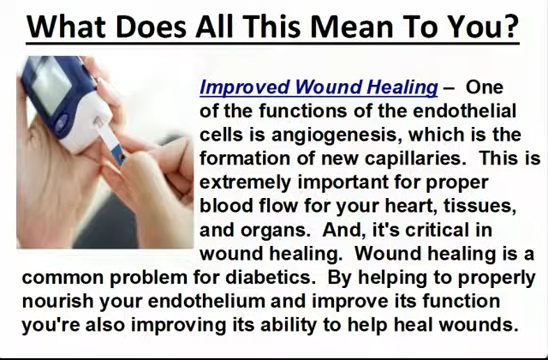 What Does All This Mean To You?
Improved Wound Healing – One
of the functions of the endothelial
cells is angiogenesis, which is the
formation of new capillaries. This is
extremely important for proper
blood flow for your heart, tissues,
and organs. And, it's critical in
wound healing. Wound healing is a
common problem for diabetics. By helping to properly
nourish your endothelium and improve its function
you're also improving its ability to help heal wounds.